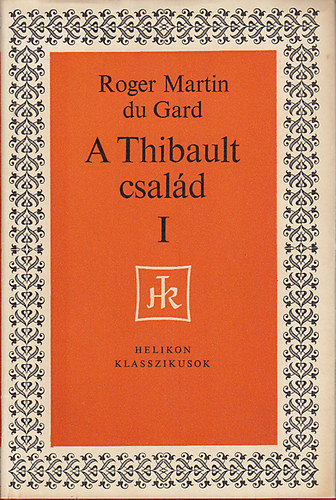 Roger Martin
du Gard
A Thibault
család
I
HK
HELIKON
KLASSZIKUSOK